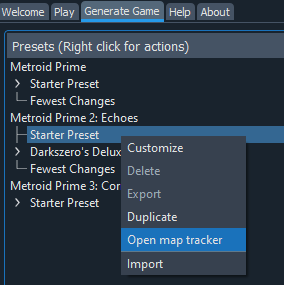 Welcome Play Generate Game Help About
Presets (Right click for actions)
Metroid Prime
Starter Preset
Fewest Changes
Metroid Prime 2: Echoes
Starter Preset
Customize
Darkszero's Delux
Delete
Fewest Changes
Export
Metroid Prime 3: Cor
Duplicate
Starter Preset
Open map tracker
Import